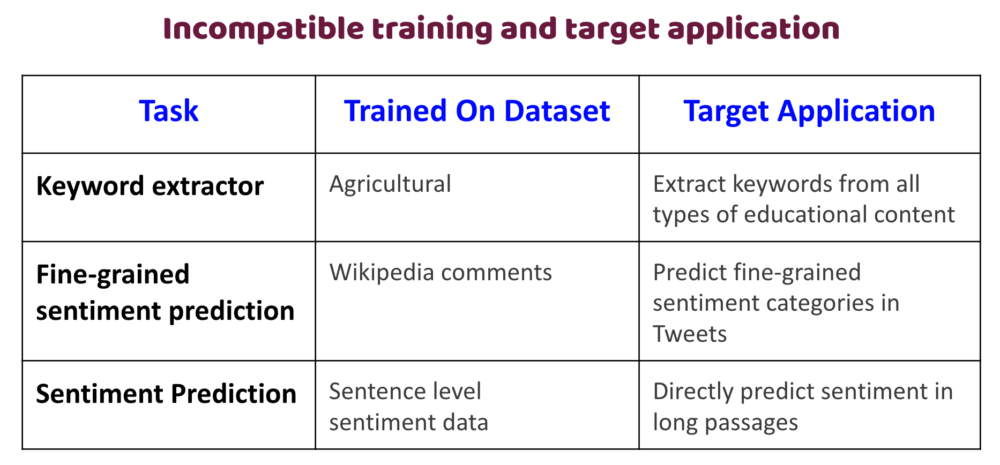 Incompatible training and target application
Task
Trained On Dataset
Target Application
Keyword extractor
Agricultural
Extract keywords from all
types of educational content
Fine-grained
sentiment prediction
Wikipedia comments
Predict fine-grained
sentiment categories in
Tweets
Sentiment Prediction
Sentence level
sentiment data
Directly predict sentiment in
long passages